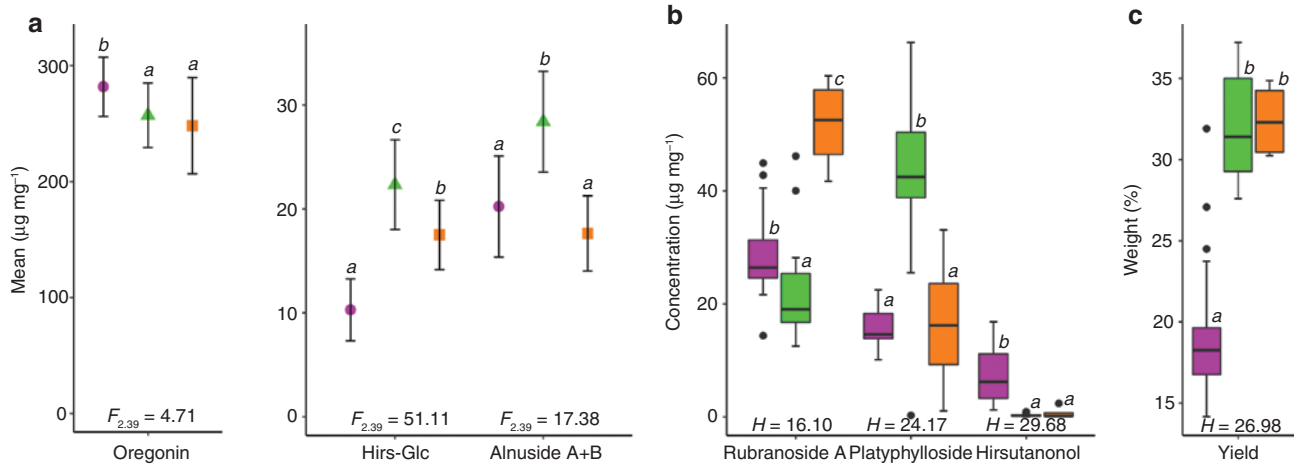 a
Mean (µg mg⁻¹)
300
200
100
0
b
a
a
F2.39 = 4.71
Oregonin
30
20
10
0
a
c
b
a
b
a
F2.39 = 51.11
F2.39 = 17.38
Hirs-Glc
Alnuside A+B
b
Concentration (µg mg⁻¹)
60
40
20
0
b
a
c
a
b
a
b
a
a
H = 16.10
H = 24.17
H = 29.68
Rubranoside A
Platyphylloside
Hirsutanonol
c
Weight (%)
35
30
25
20
15
a
b
b
H = 26.98
Yield